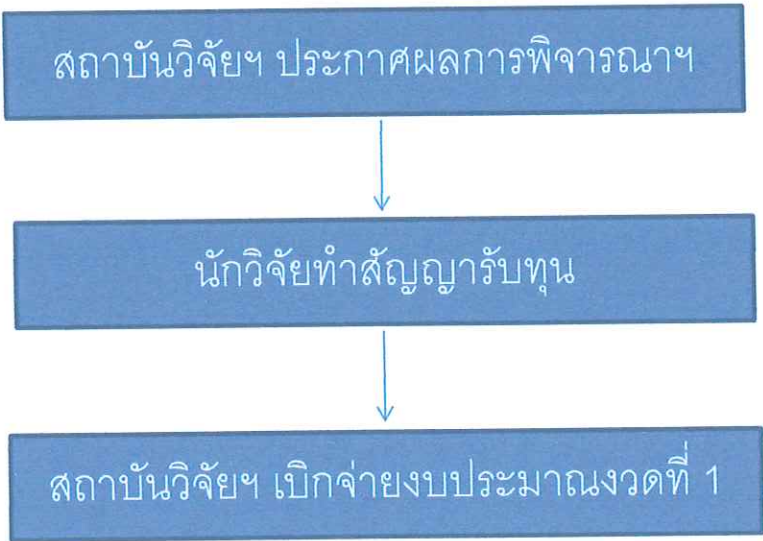 สถาบันวิจัยฯ ประกาศผลการพิจารณาฯ
นักวิจัยทำสัญญารับทุน
สถาบันวิจัยฯ เบิกจ่ายงบประมาณงวดที่ 1